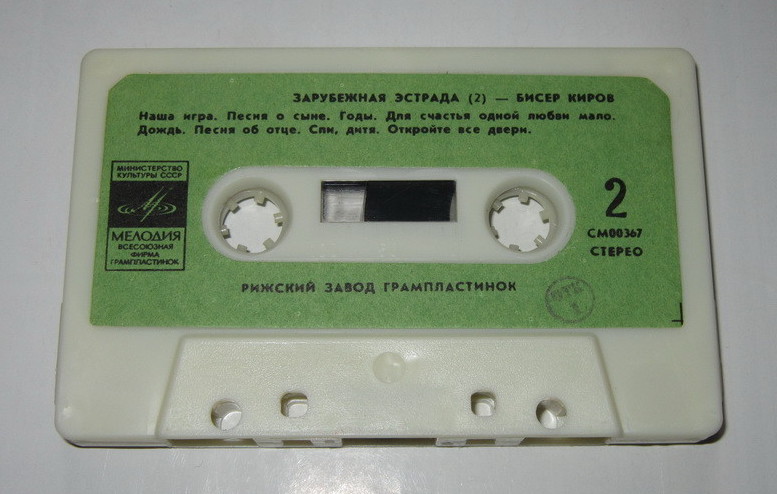 ЗАРУБЕЖНАЯ ЭСТРАДА (2) — БИСЕР КИРОВ
Наша игра. Песня о сыне. Годы. Для счастья одной любви мало.
Дождь. Песня об отце. Спи, дитя. Откройте все двери.
МИНИСТЕРСТВО
КУЛЬТУРЫ СССР
МЕЛОДИЯ
ВСЕСОЮЗНАЯ
ФИРМА
ГРАМПЛАСТИНОК
2
СМ00367
СТЕРЕО
РИЖСКИЙ ЗАВОД ГРАМПЛАСТИНОК